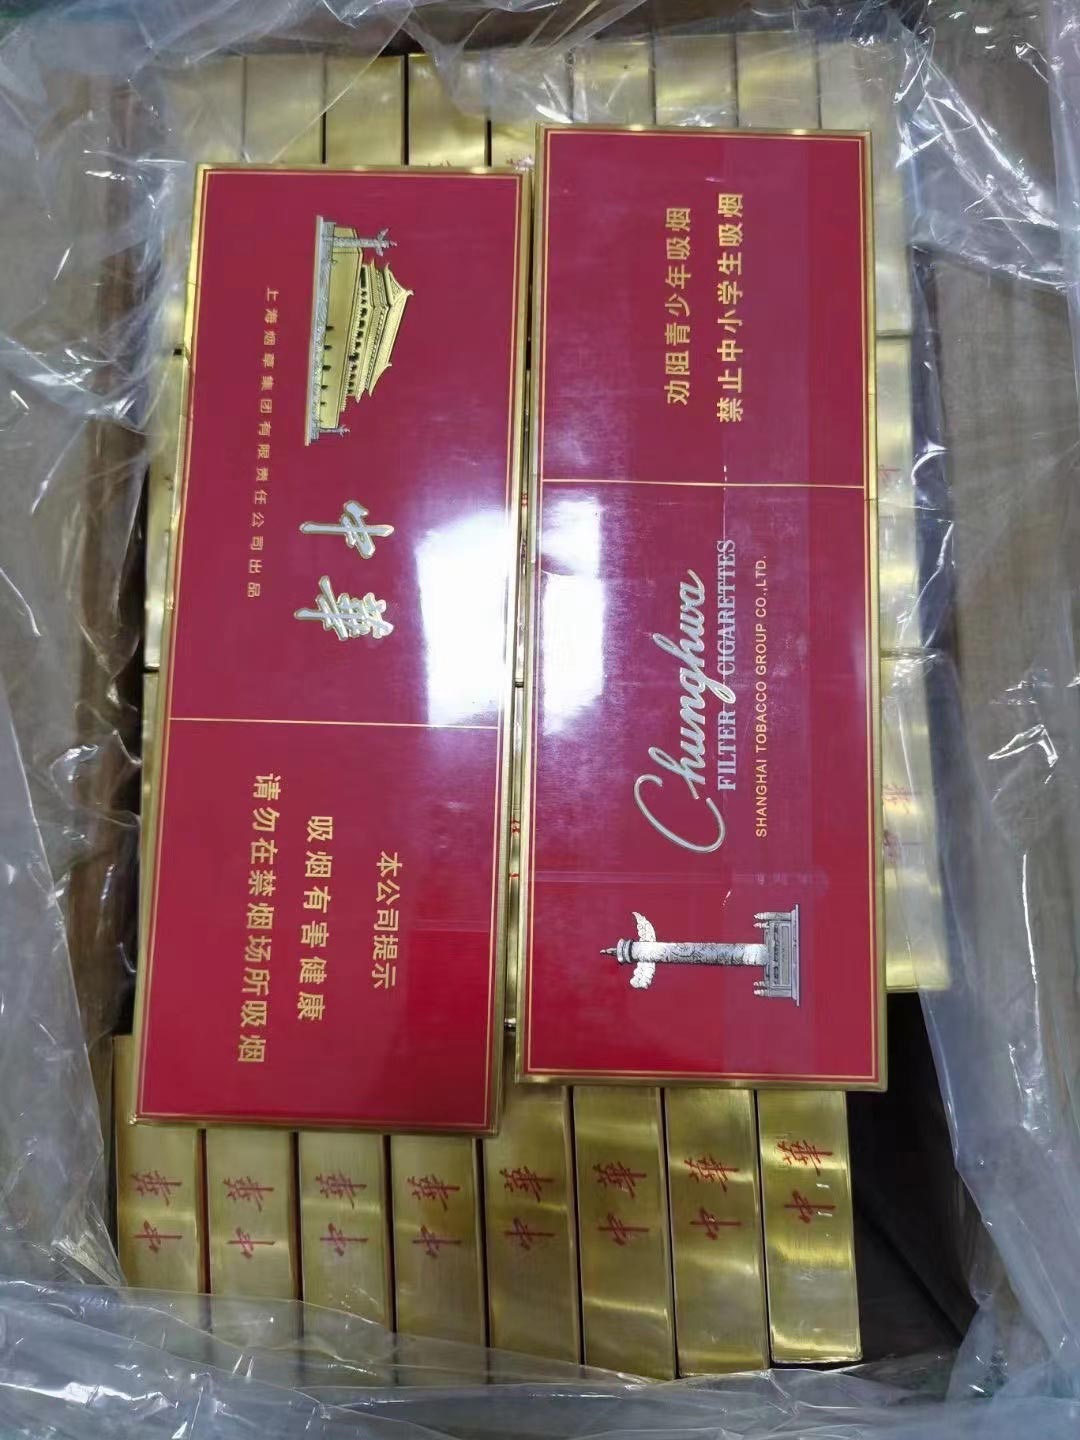 中華
上海烟草集团有限责任公司出品
本公司提示
吸烟有害健康
请勿在禁烟场所吸烟
劝阻青少年吸烟
禁止中小学生吸烟
Chunghwa
FILTER CIGARETTES
SHANGHAI TOBACCO GROUP CO.,LTD.
中華
中華
中華
中華
中華
中華
中華
中華